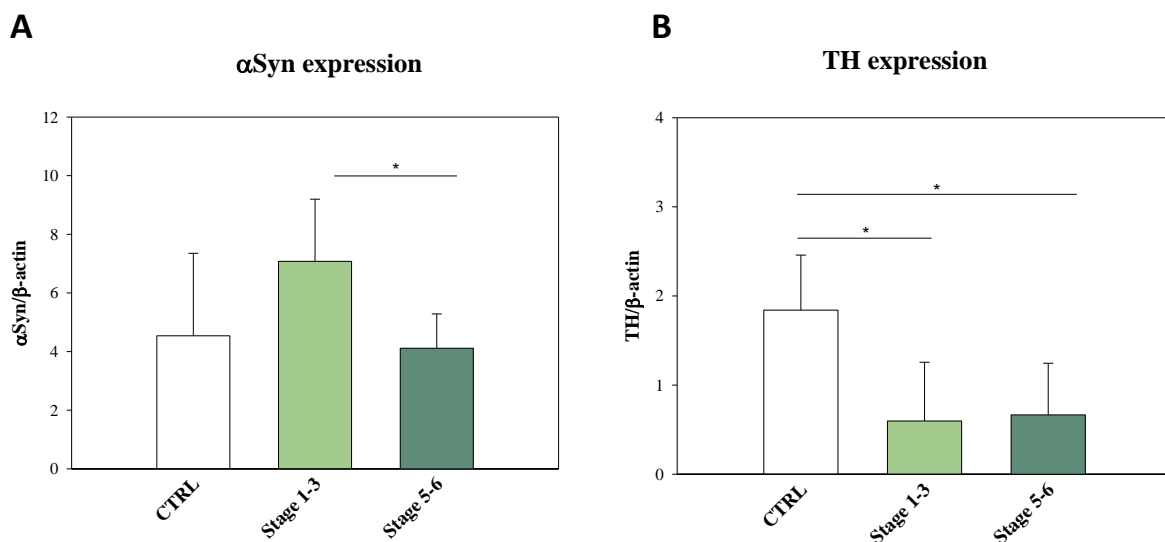 A
αSyn expression
αSyn/β-actin
12
10
8
6
4
2
0
*
CTRL
Stage 1-3
Stage 5-6
B
TH expression
TH/β-actin
4
3
2
1
0
*
*
CTRL
Stage 1-3
Stage 5-6